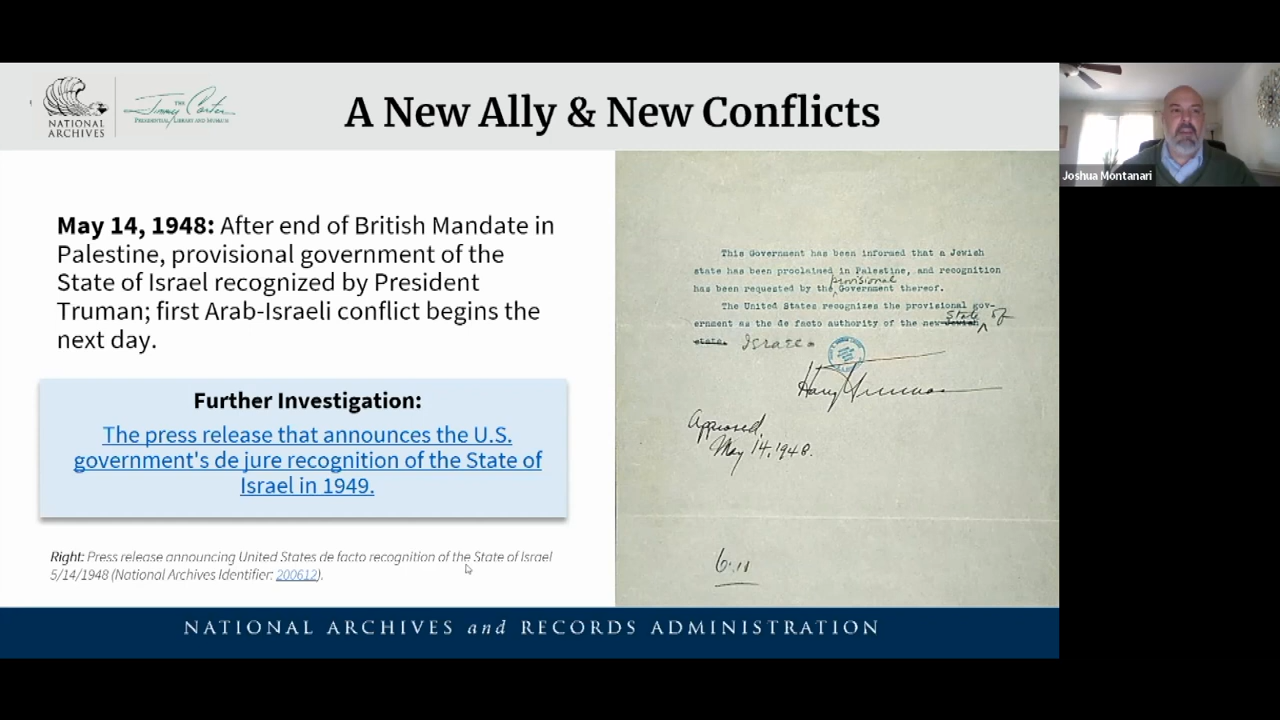 NATIONAL
ARCHIVES
THE
Jimmy Carter
PRESIDENTIAL LIBRARY AND MUSEUM
A New Ally & New Conflicts
May 14, 1948: After end of British Mandate in
Palestine, provisional government of the
State of Israel recognized by President
Truman; first Arab-Israeli conflict begins the
next day.
Further Investigation:
The press release that announces the U.S.
government's de jure recognition of the State of
Israel in 1949.
Right: Press release announcing United States de facto recognition of the State of Israel
5/14/1948 (National Archives Identifier: 200612).
This Government has been informed that a Jewish
state has been proclaimed in Palestine, and recognition
provisional
has been requested by the Government thereof.
The United States recognizes the provisional gov-
State of
ernment as the de facto authority of the new Jewish
state. Israel.
Harry Truman
Approved,
May 14, 1948.
6.11
NATIONAL ARCHIVES and RECORDS ADMINISTRATION
Joshua Montanari